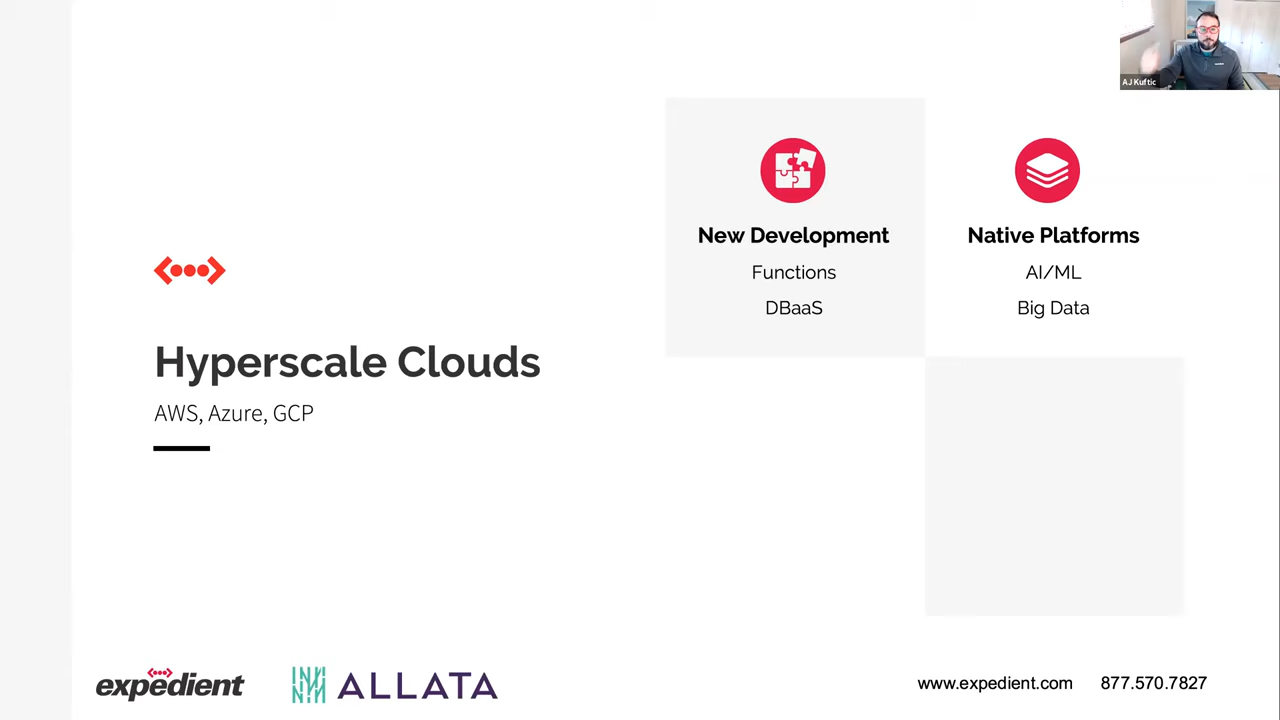 AJ Kuftic
New Development
Functions
DBaaS
Native Platforms
AI/ML
Big Data
Hyperscale Clouds
AWS, Azure, GCP
expedient
ALLATA
www.expedient.com
877.570.7827